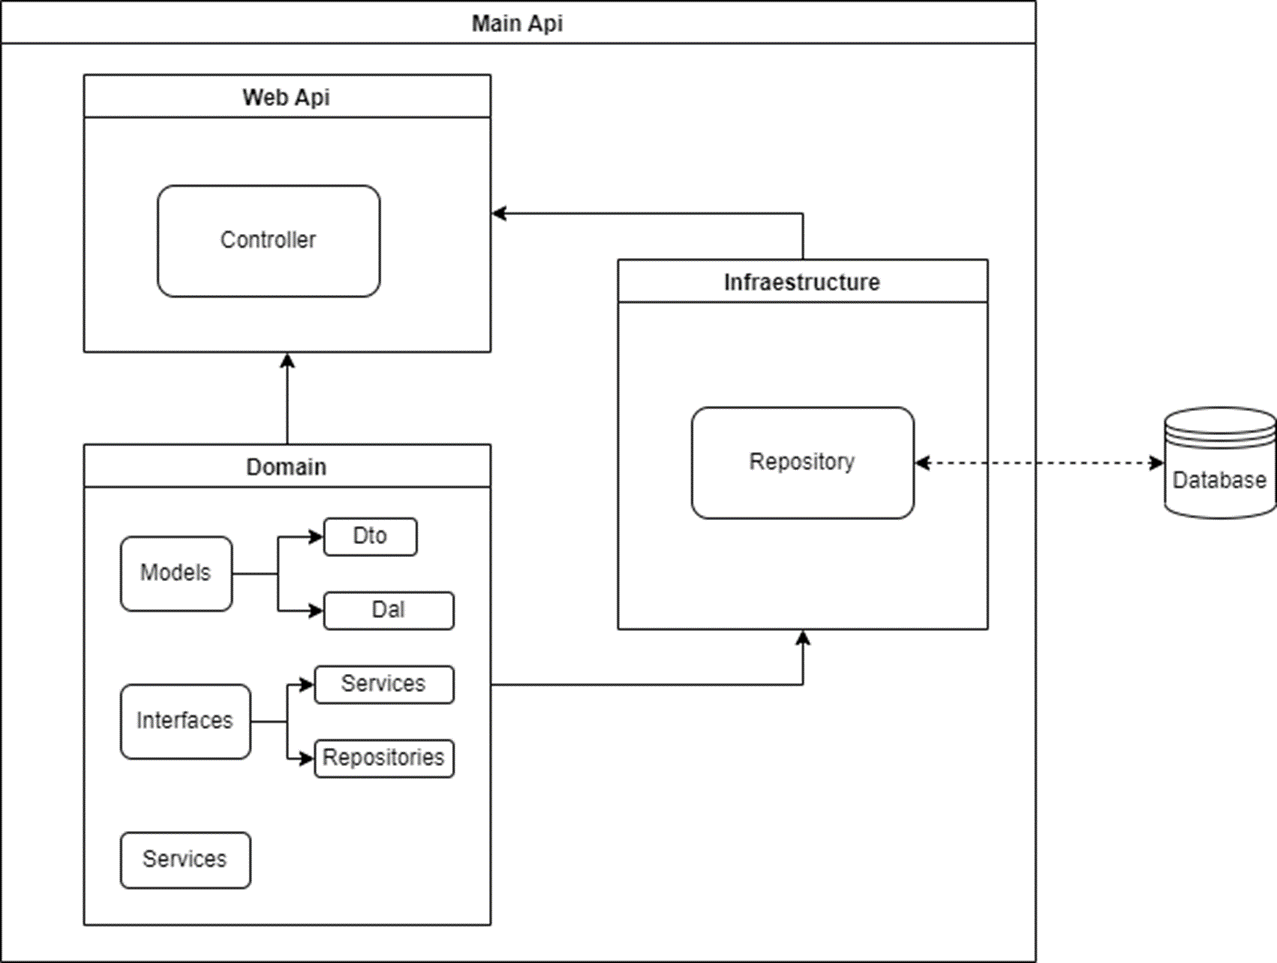 Main Api
Web Api
Controller
Infraestructure
Repository
Database
Domain
Models
Dto
Dal
Interfaces
Services
Repositories
Services